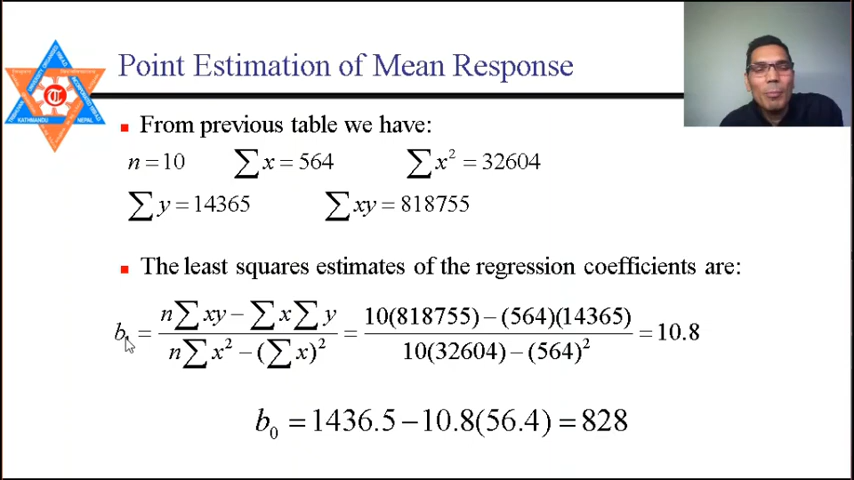 Point Estimation of Mean Response
From previous table we have:
n = 10 ∑x = 564 ∑x² = 32604
∑y = 14365 ∑xy = 818755
The least squares estimates of the regression coefficients are:
b₁ = (n∑xy − ∑x∑y) / (n∑x² − (∑x)²) = (10(818755) − (564)(14365)) / (10(32604) − (564)²) = 10.8
b₀ = 1436.5 − 10.8(56.4) = 828
KATHMANDU NEPAL